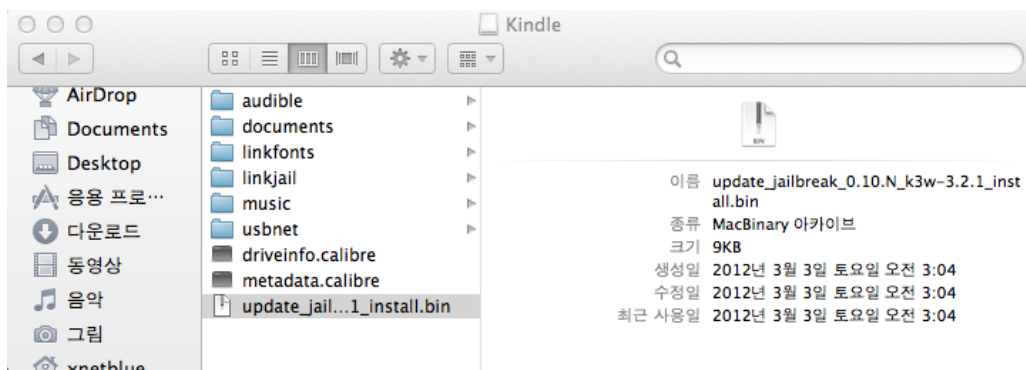 Kindle
AirDrop
Documents
Desktop
응용 프로…
다운로드
동영상
음악
그림
xnetblue
audible
documents
linkfonts
linkjail
music
usbnet
driveinfo.calibre
metadata.calibre
update_jail...1_install.bin
BIN
이름 update_jailbreak_0.10.N_k3w-3.2.1_inst
all.bin
종류 MacBinary 아카이브
크기 9KB
생성일 2012년 3월 3일 토요일 오전 3:04
수정일 2012년 3월 3일 토요일 오전 3:04
최근 사용일 2012년 3월 3일 토요일 오전 3:04